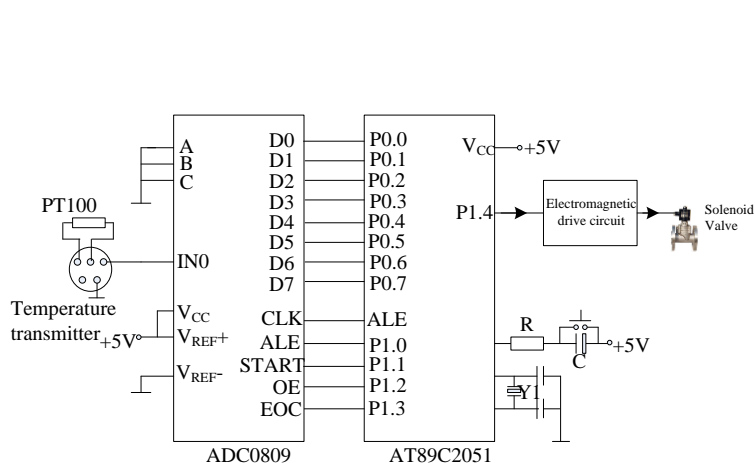 PT100
Temperature
transmitter
+5V
A
B
C
IN0
VCC
VREF+
VREF-
D0
D1
D2
D3
D4
D5
D6
D7
CLK
ALE
START
OE
EOC
ADC0809
P0.0
P0.1
P0.2
P0.3
P0.4
P0.5
P0.6
P0.7
ALE
P1.0
P1.1
P1.2
P1.3
AT89C2051
VCC
+5V
P1.4
Electromagnetic
drive circuit
Solenoid
Valve
R
C
+5V
Y1